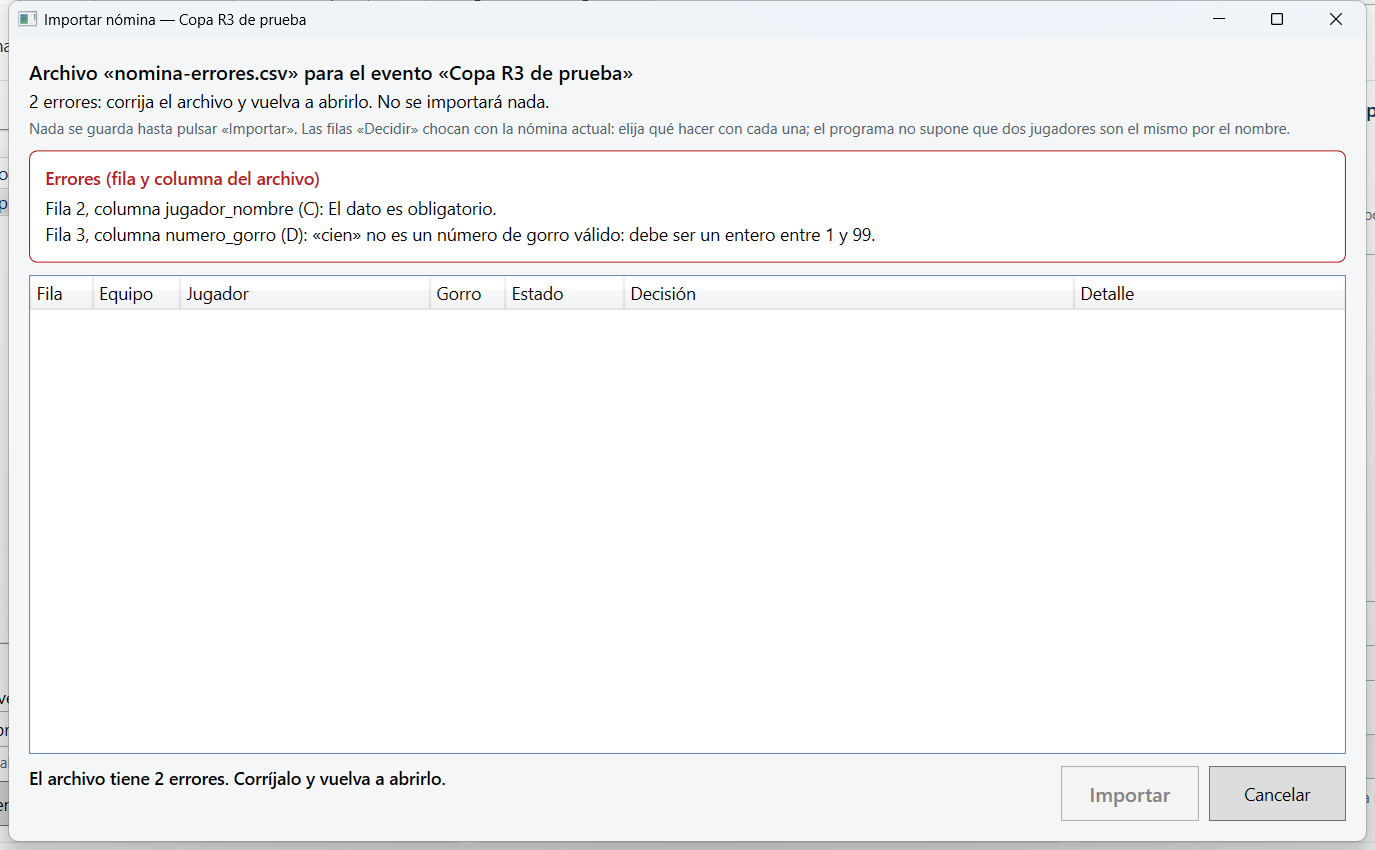 Importar nómina — Copa R3 de prueba
Archivo «nomina-errores.csv» para el evento «Copa R3 de prueba»
2 errores: corrija el archivo y vuelva a abrirlo. No se importará nada.
Nada se guarda hasta pulsar «Importar». Las filas «Decidir» chocan con la nómina actual: elija qué hacer con cada una; el programa no supone que dos jugadores son el mismo por el nombre.
Errores (fila y columna del archivo)
Fila 2, columna jugador_nombre (C): El dato es obligatorio.
Fila 3, columna numero_gorro (D): «cien» no es un número de gorro válido: debe ser un entero entre 1 y 99.
Fila Equipo Jugador Gorro Estado Decisión Detalle
El archivo tiene 2 errores. Corríjalo y vuelva a abrirlo.
Importar Cancelar